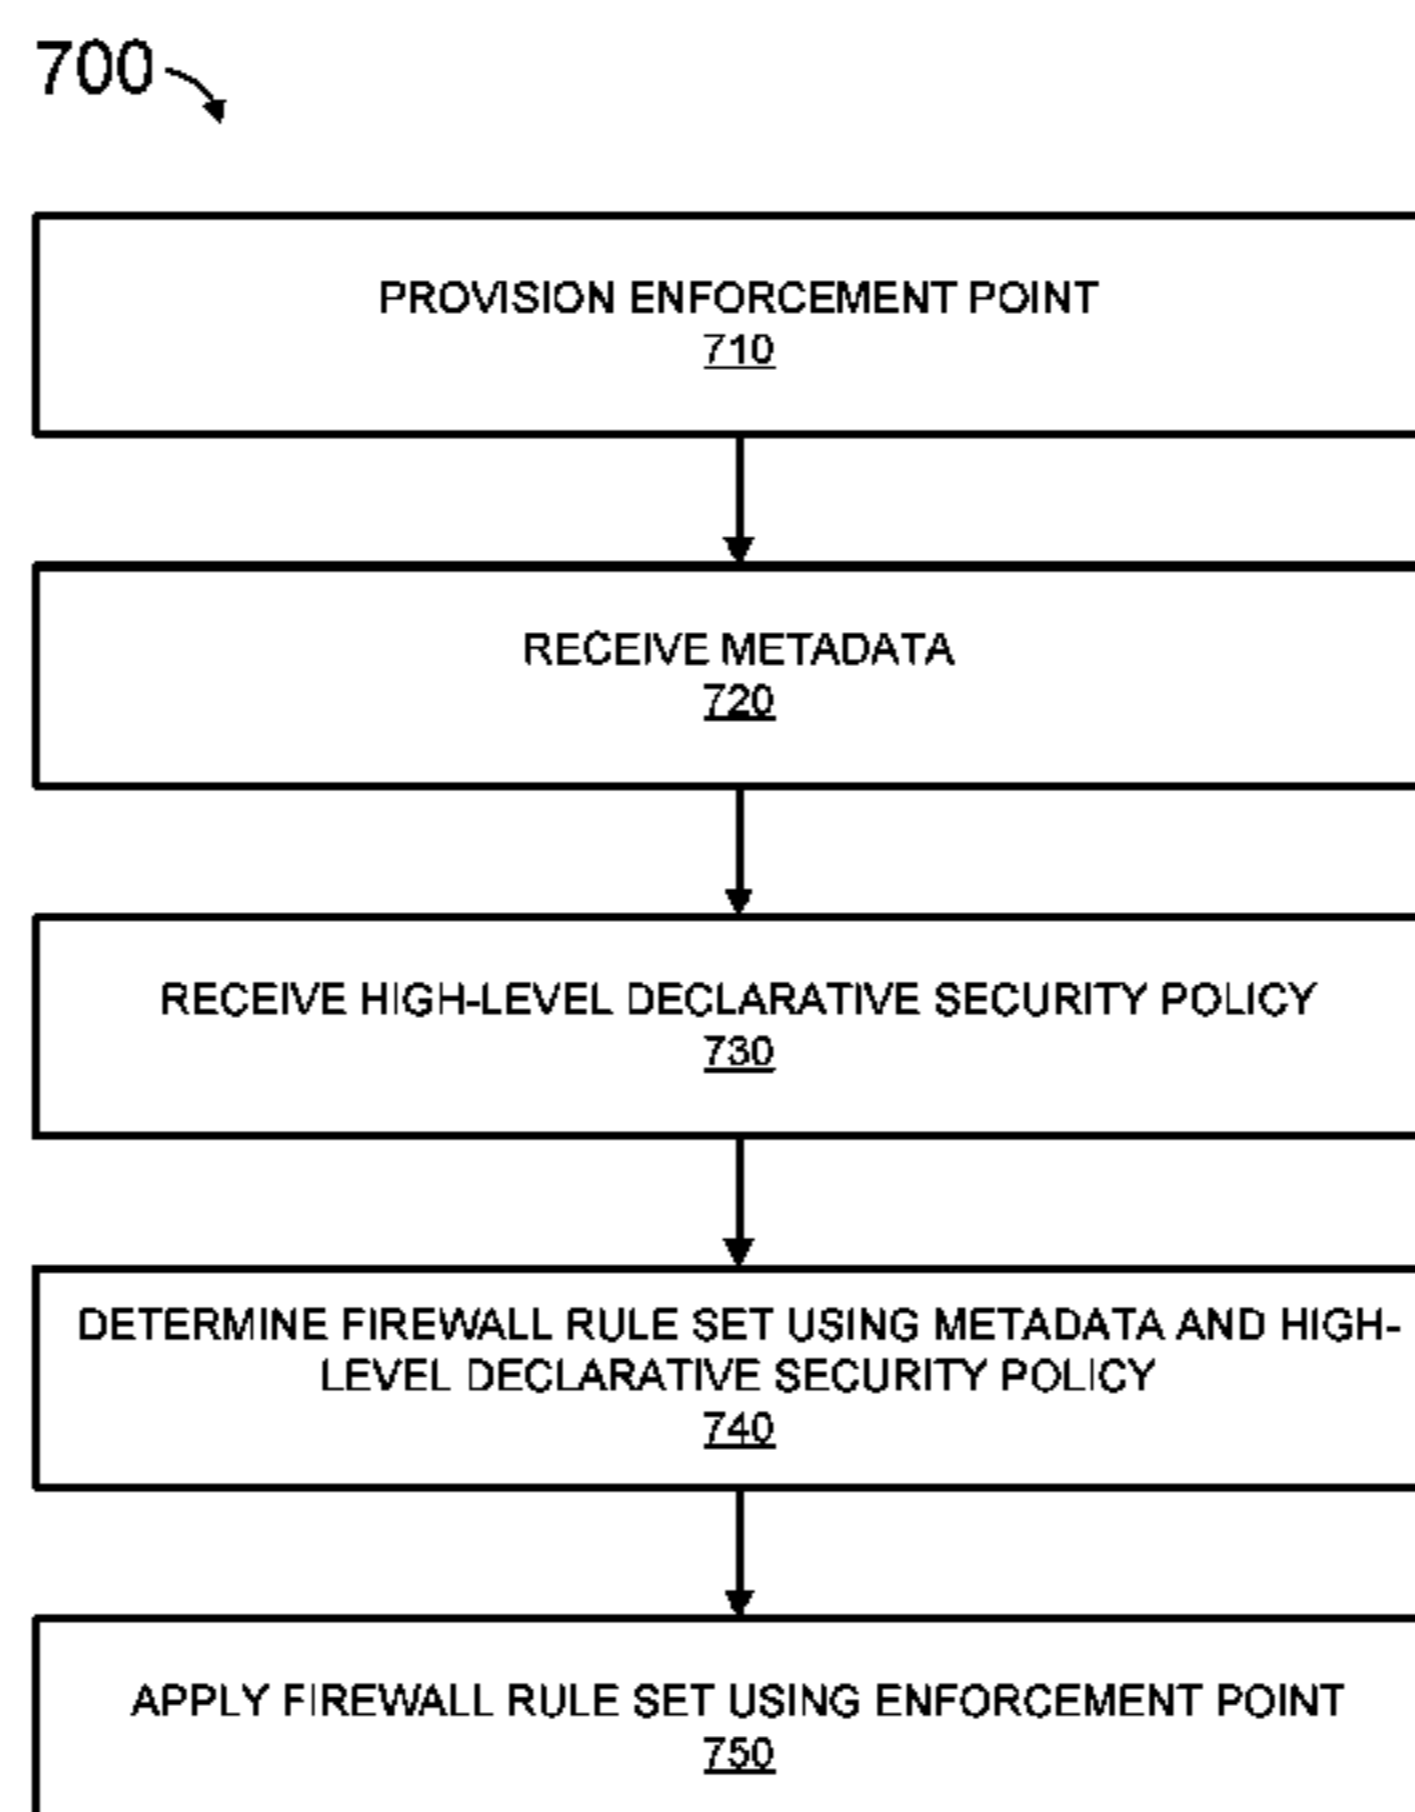 700
PROVISION ENFORCEMENT POINT
710
RECEIVE METADATA
720
RECEIVE HIGH-LEVEL DECLARATIVE SECURITY POLICY
730
DETERMINE FIREWALL RULE SET USING METADATA AND HIGH-
LEVEL DECLARATIVE SECURITY POLICY
740
APPLY FIREWALL RULE SET USING ENFORCEMENT POINT
750